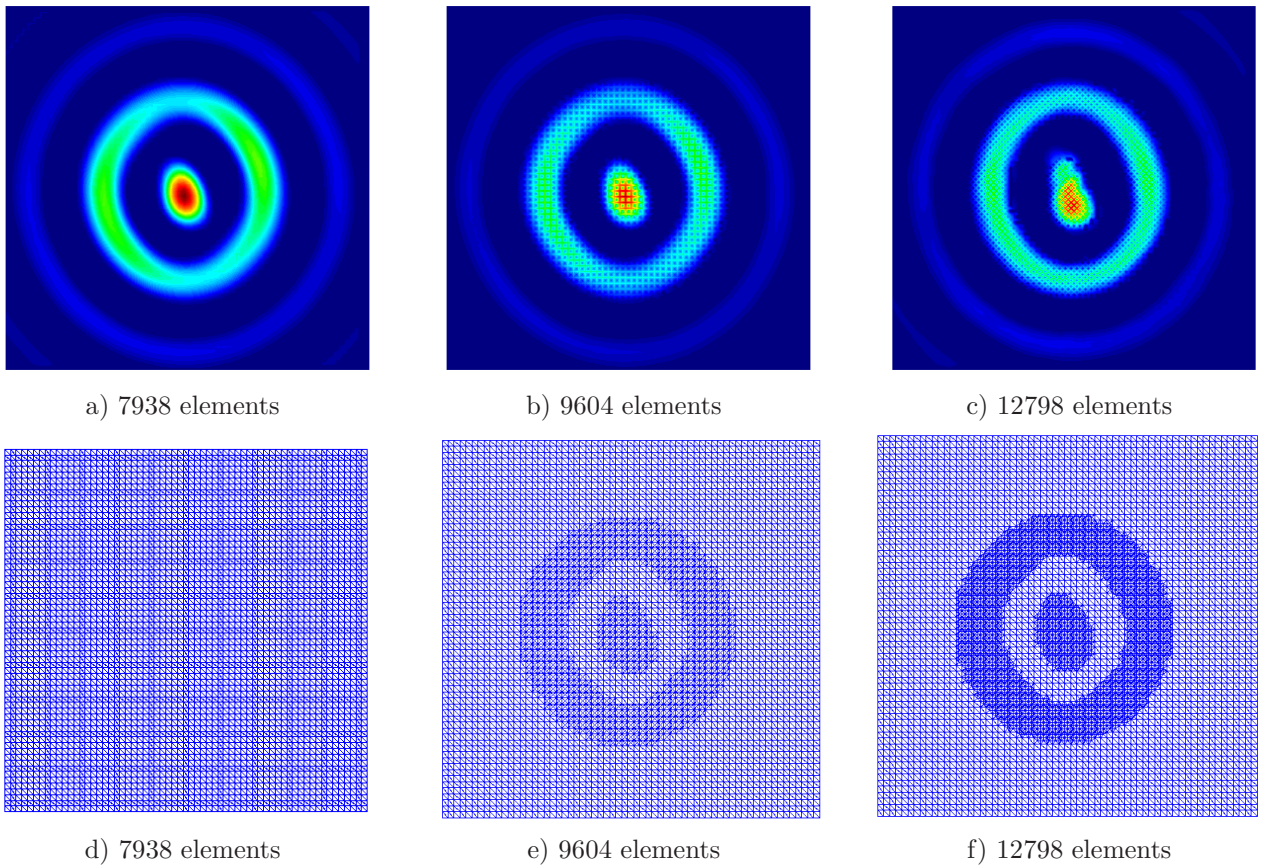 a) 7938 elements
b) 9604 elements
c) 12798 elements
d) 7938 elements
e) 9604 elements
f) 12798 elements